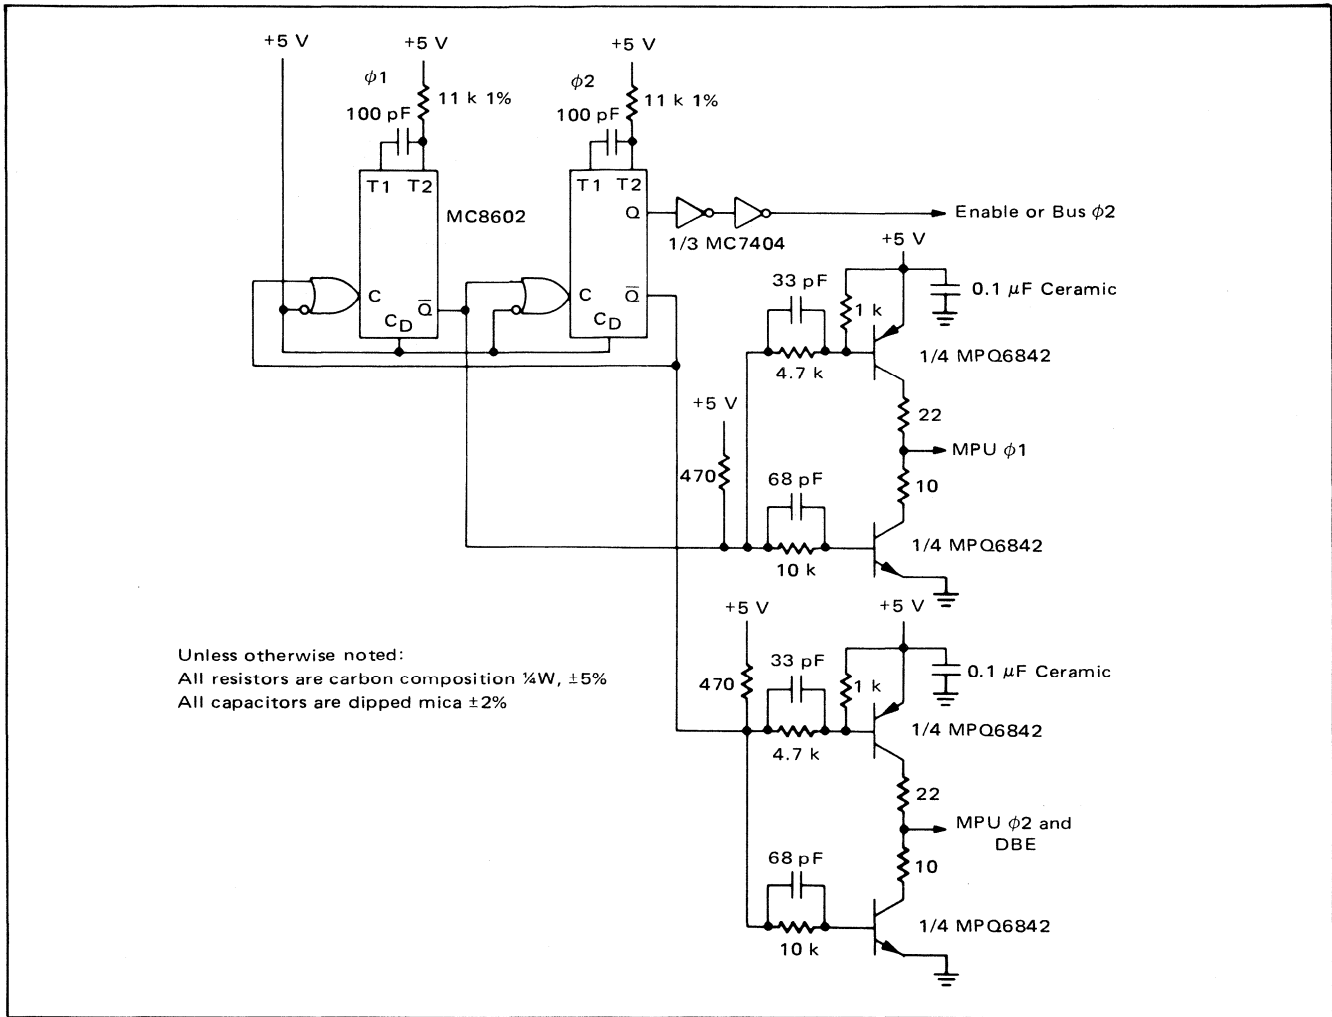 +5 V
+5 V
+5 V
ϕ1
ϕ2
11 k 1%
11 k 1%
100 pF
100 pF
T1 T2
T1 T2
MC8602
Q
Enable or Bus ϕ2
1/3 MC7404
+5 V
33 pF
0.1 μF Ceramic
C
Q̅
C
Q̅
1 k
CD
CD
1/4 MPQ6842
4.7 k
+5 V
22
MPU ϕ1
470
68 pF
10
1/4 MPQ6842
10 k
+5 V
+5 V
Unless otherwise noted:
All resistors are carbon composition ¼W, ±5%
All capacitors are dipped mica ±2%
33 pF
0.1 μF Ceramic
470
1 k
1/4 MPQ6842
4.7 k
22
MPU ϕ2 and
DBE
68 pF
10
1/4 MPQ6842
10 k